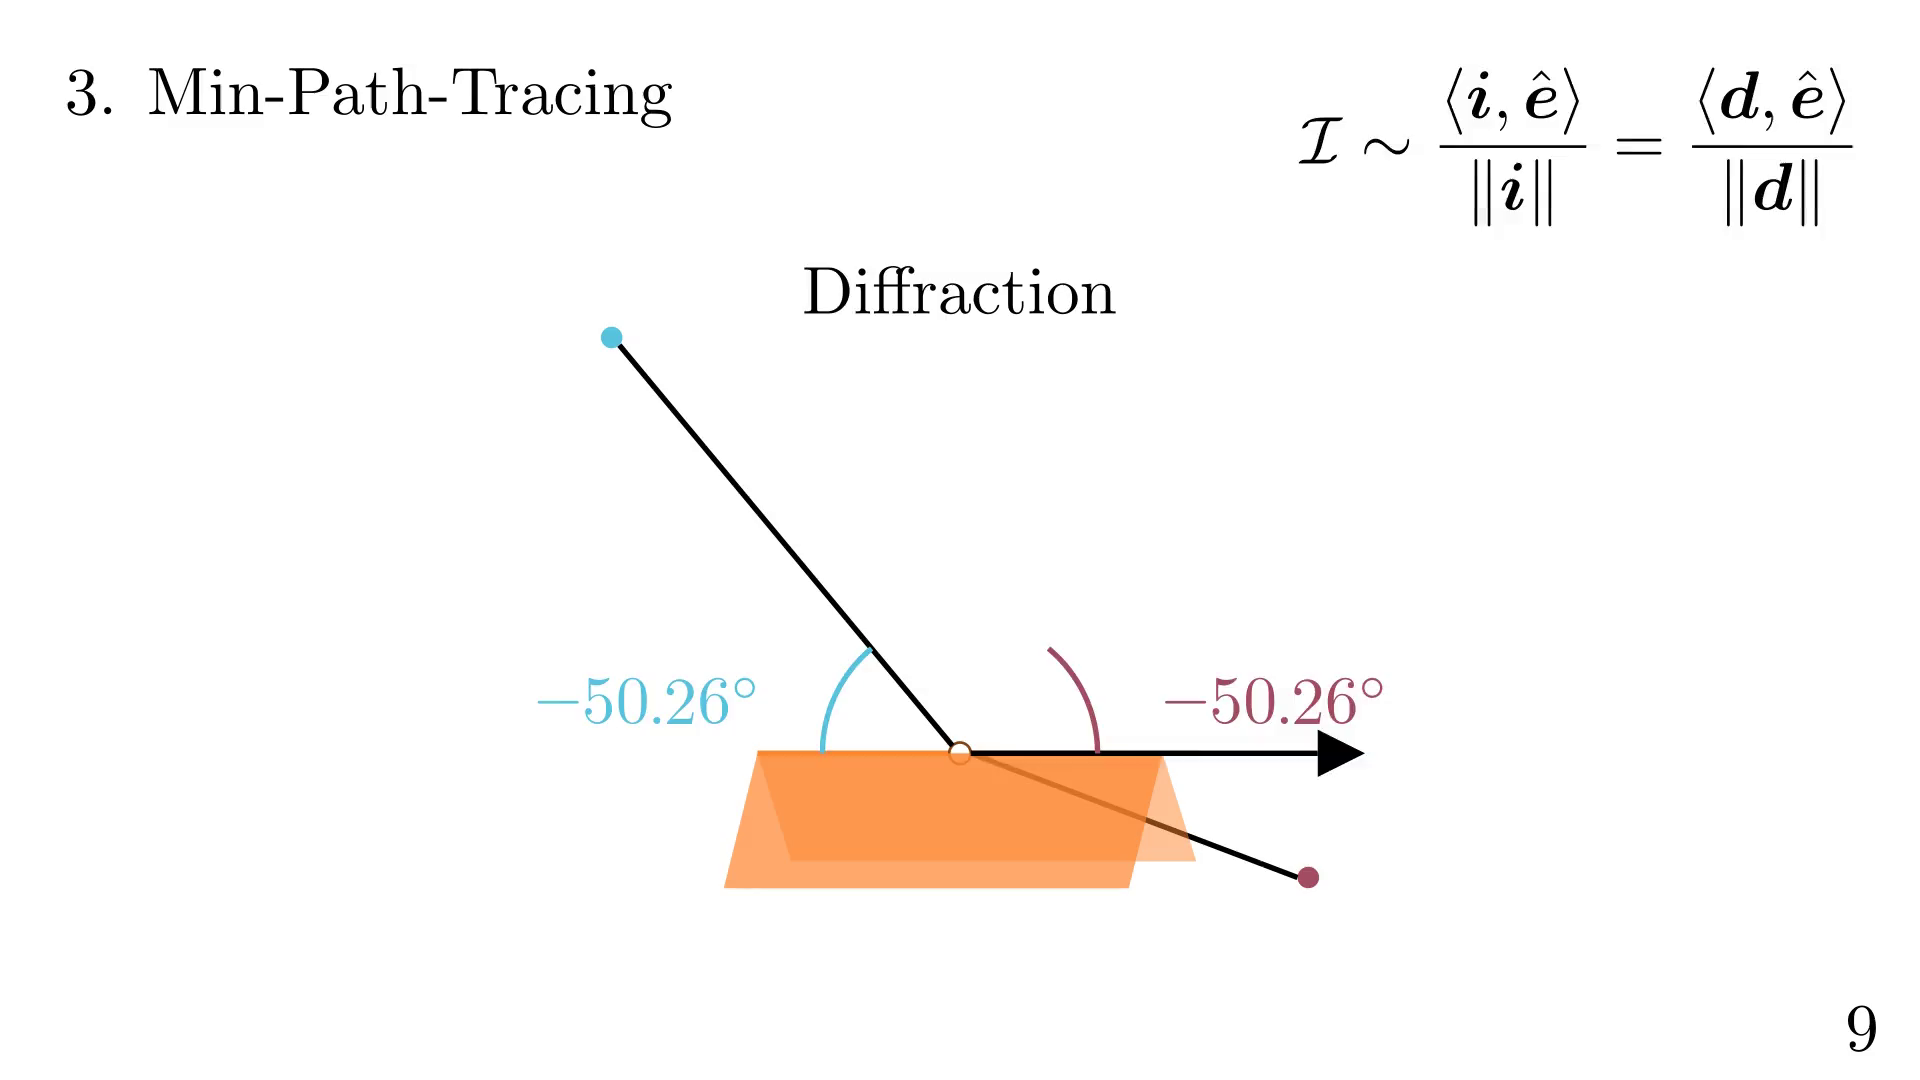 3. Min-Path-Tracing
𝓘 ∼ ⟨𝒊, ê⟩ / ‖𝒊‖ = ⟨𝒅, ê⟩ / ‖𝒅‖
Diffraction
−50.26° −50.26°
9